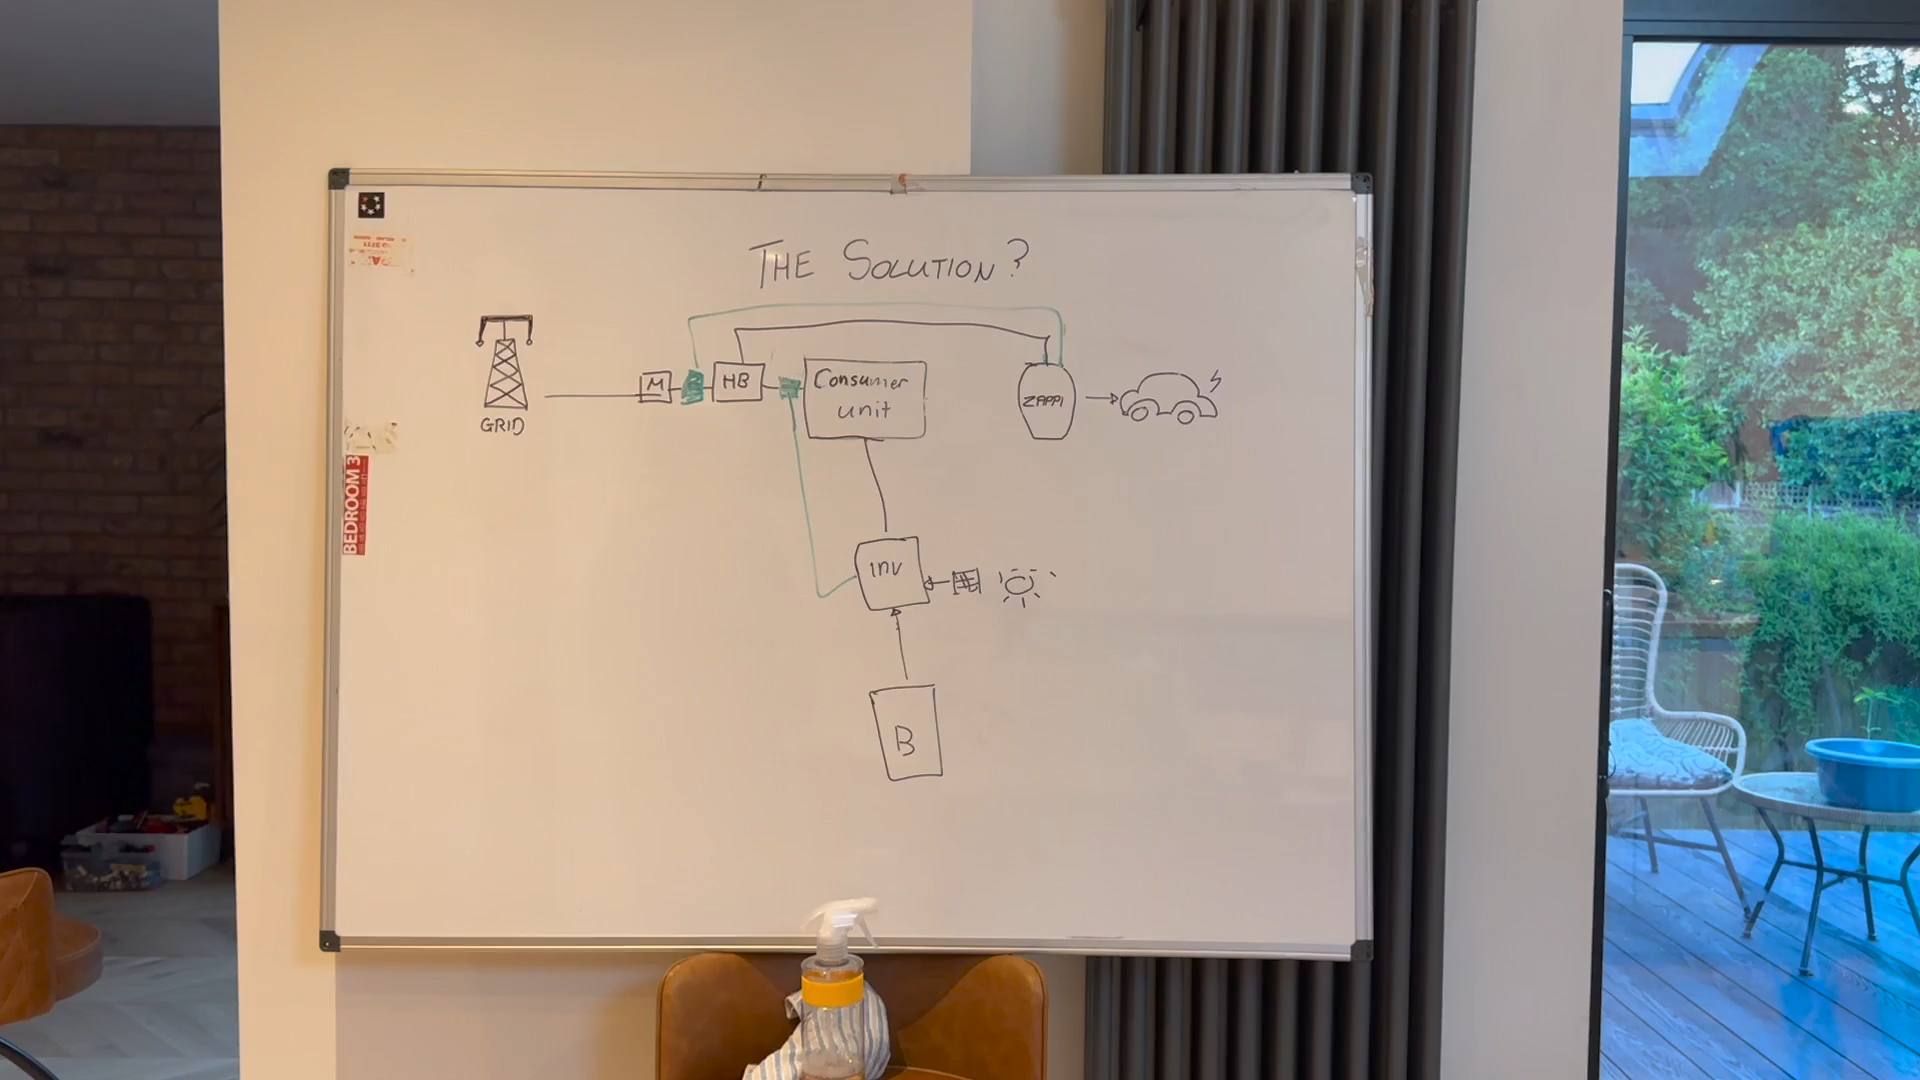 THE SOLUTION?
GRID
M
HB
Consumer
unit
ZAPPI
INV
B
BEDROOM 3